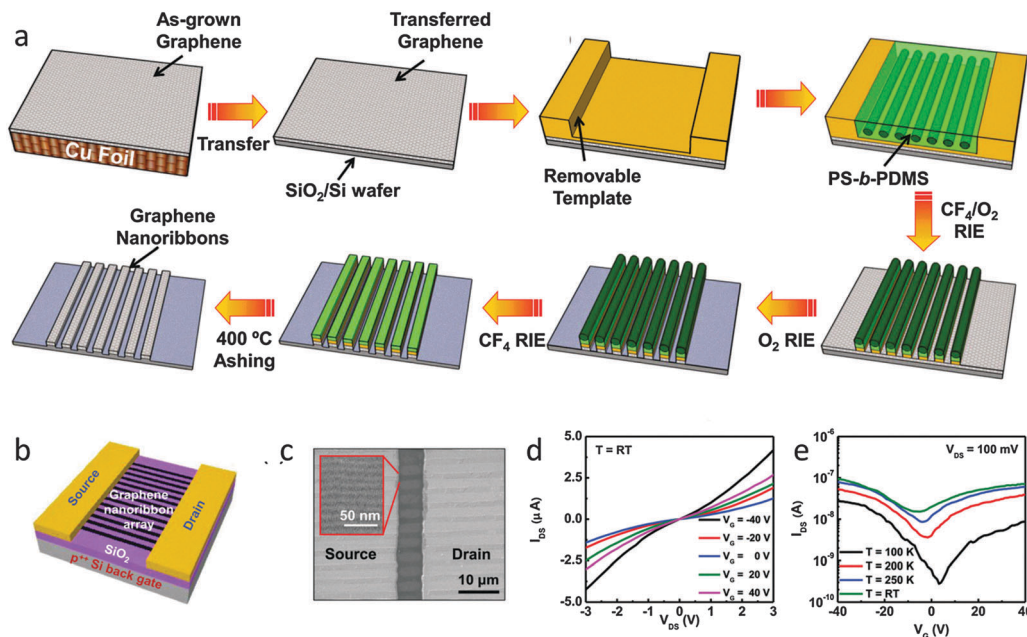 a
As-grown
Graphene
Cu Foil
Transfer
Transferred
Graphene
SiO2/Si wafer
Removable
Template
PS-b-PDMS
CF4/O2
RIE
O2 RIE
CF4 RIE
400 ºC
Ashing
Graphene
Nanoribbons
b
Source
Graphene
nanoribbon
array
Drain
SiO2
p++ Si back gate
c
50 nm
Source
Drain
10 μm
d
T = RT
IDS (μ A)
5.0
2.5
0.0
-2.5
-5.0
VG = -40 V
VG = -20 V
VG = 0 V
VG = 20 V
VG = 40 V
-3 -2 -1 0 1 2 3
VDS (V)
e
VDS = 100 mV
IDS (A)
10-6
10-7
10-8
10-9
10-10
T = 100 K
T = 200 K
T = 250 K
T = RT
-40 -20 0 20 40
VG (V)